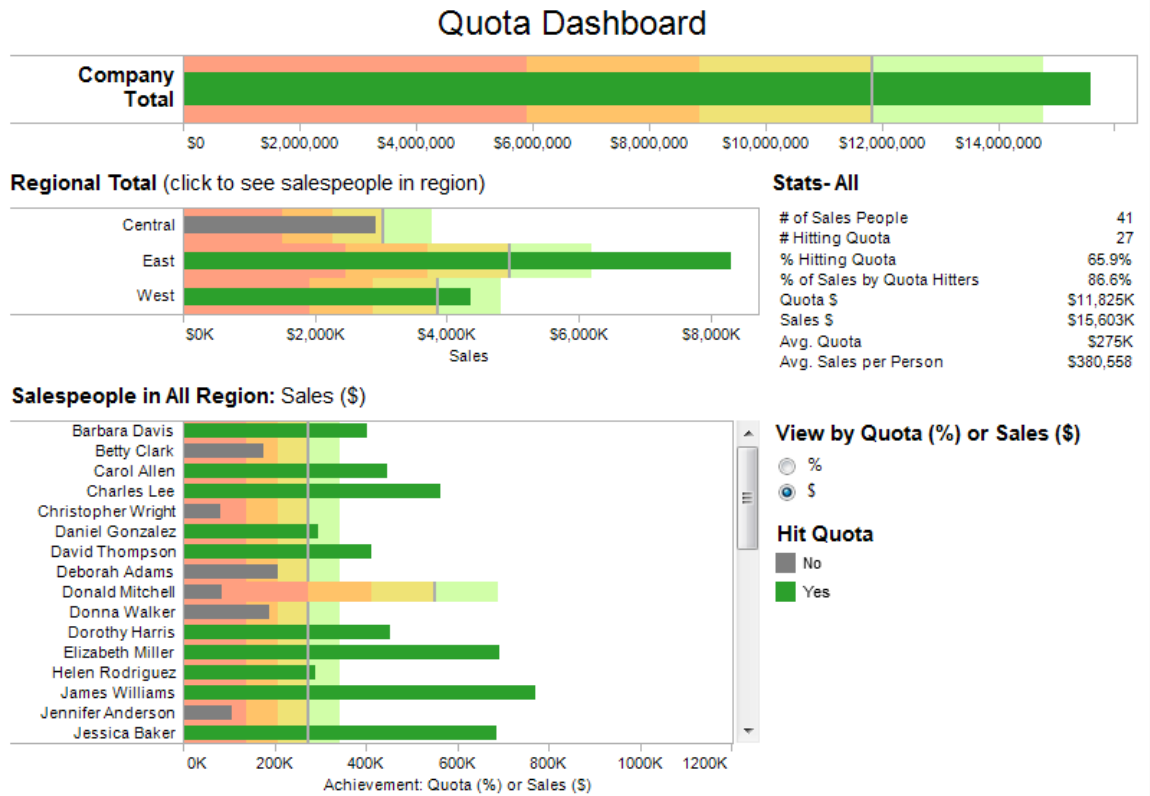 Quota Dashboard
Company
Total
$0 $2,000,000 $4,000,000 $6,000,000 $8,000,000 $10,000,000 $12,000,000 $14,000,000
Regional Total (click to see salespeople in region)
Central
East
West
$0K $2,000K $4,000K $6,000K $8,000K
Sales
Stats- All
# of Sales People 41
# Hitting Quota 27
% Hitting Quota 65.9%
% of Sales by Quota Hitters 86.6%
Quota $ $11,825K
Sales $ $15,603K
Avg. Quota $275K
Avg. Sales per Person $380,558
Salespeople in All Region: Sales ($)
Barbara Davis
Betty Clark
Carol Allen
Charles Lee
Christopher Wright
Daniel Gonzalez
David Thompson
Deborah Adams
Donald Mitchell
Donna Walker
Dorothy Harris
Elizabeth Miller
Helen Rodriguez
James Williams
Jennifer Anderson
Jessica Baker
0K 200K 400K 600K 800K 1000K 1200K
Achievement: Quota (%) or Sales ($)
View by Quota (%) or Sales ($)
%
$
Hit Quota
No
Yes